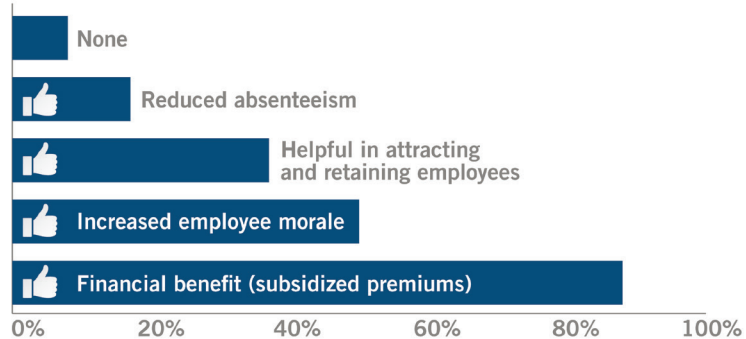 None
Reduced absenteeism
Helpful in attracting
and retaining employees
Increased employee morale
Financial benefit (subsidized premiums)
0% 20% 40% 60% 80% 100%